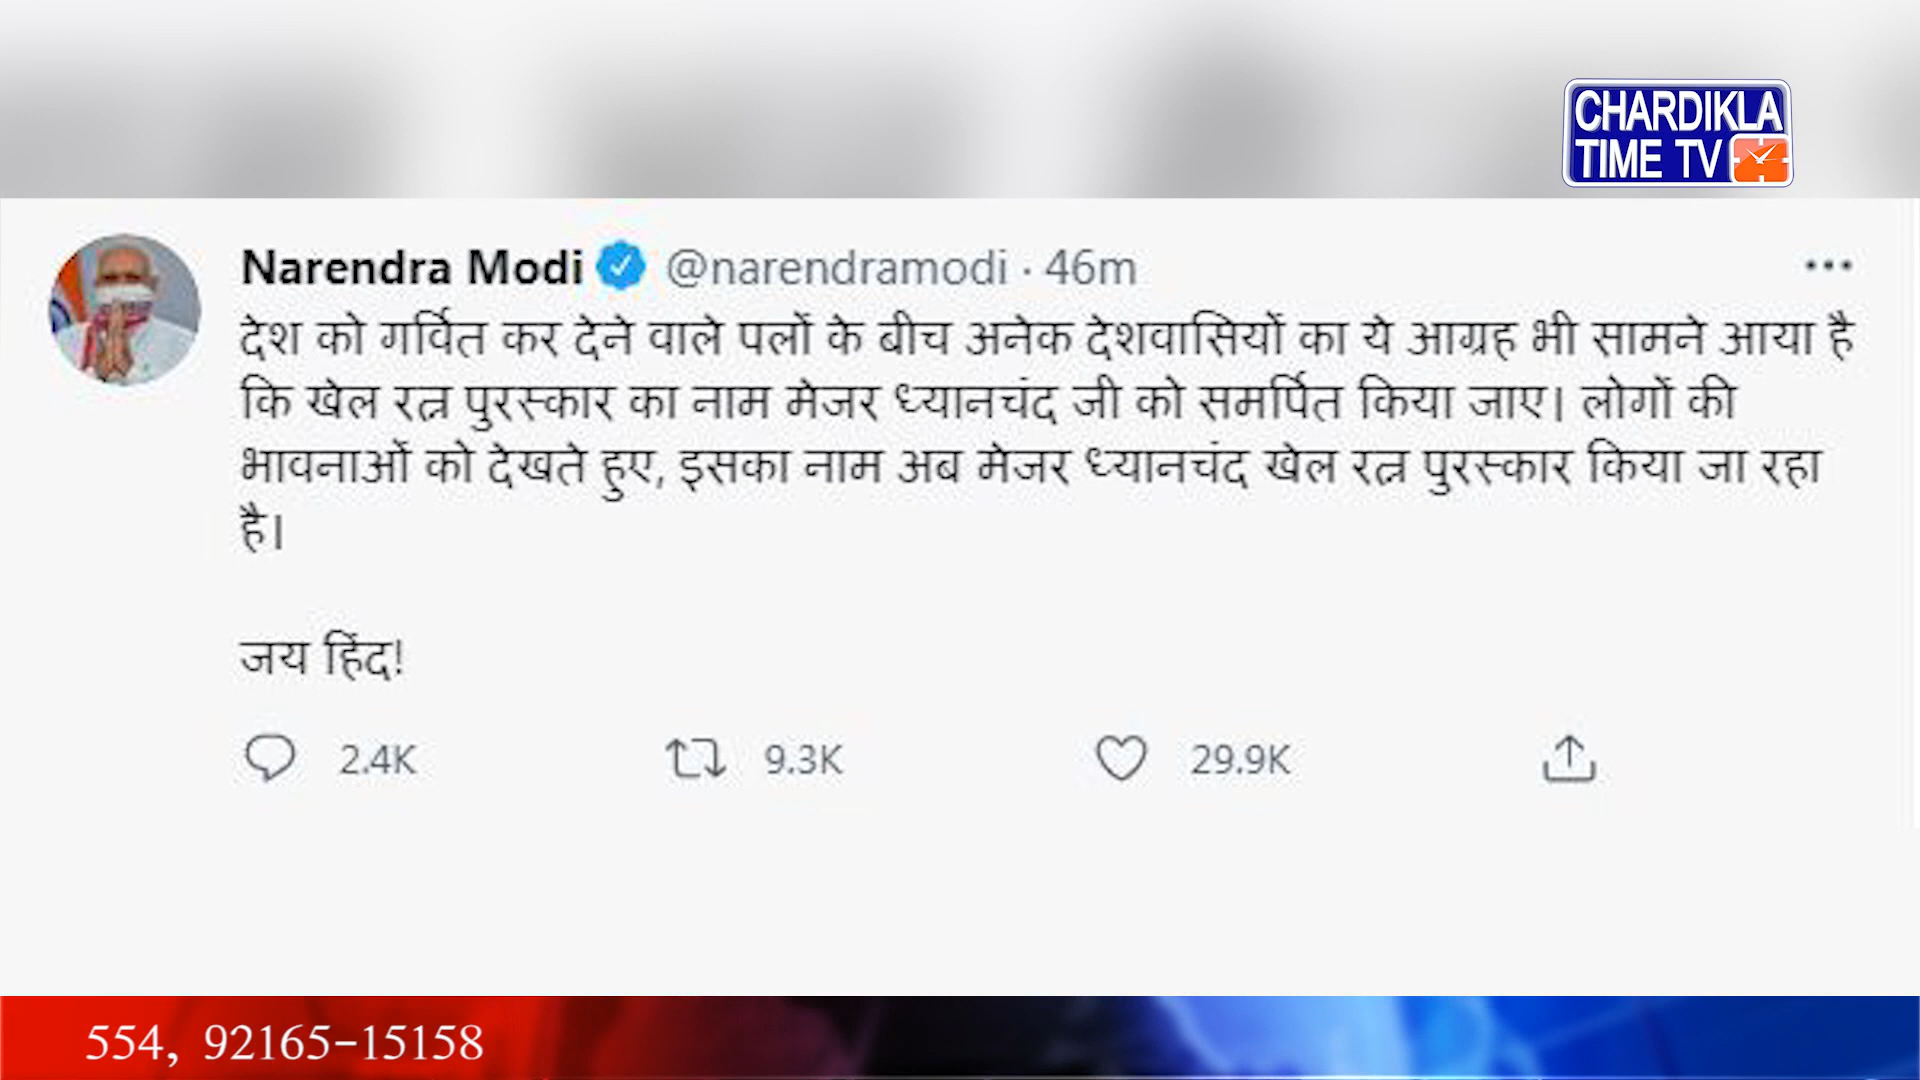 CHARDIKLA
TIME TV
Narendra Modi @narendramodi · 46m
देश को गर्वित कर देने वाले पलों के बीच अनेक देशवासियों का ये आग्रह भी सामने आया है
कि खेल रत्न पुरस्कार का नाम मेजर ध्यानचंद जी को समर्पित किया जाए। लोगों की
भावनाओं को देखते हुए, इसका नाम अब मेजर ध्यानचंद खेल रत्न पुरस्कार किया जा रहा
है।
जय हिंद!
2.4K 9.3K 29.9K
554, 92165-15158